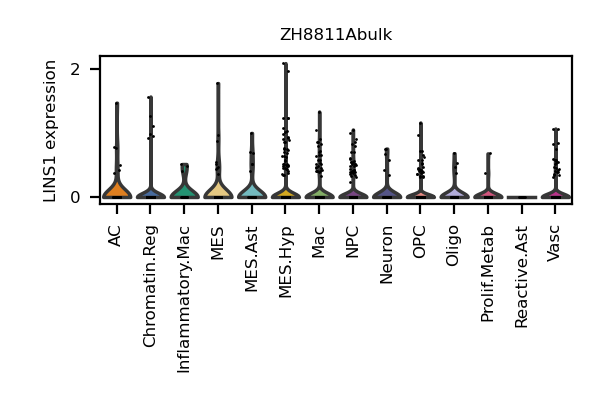 ZH8811Abulk
LINS1 expression
2
0
AC
Chromatin.Reg
Inflammatory.Mac
MES
MES.Ast
MES.Hyp
Mac
NPC
Neuron
OPC
Oligo
Prolif.Metab
Reactive.Ast
Vasc